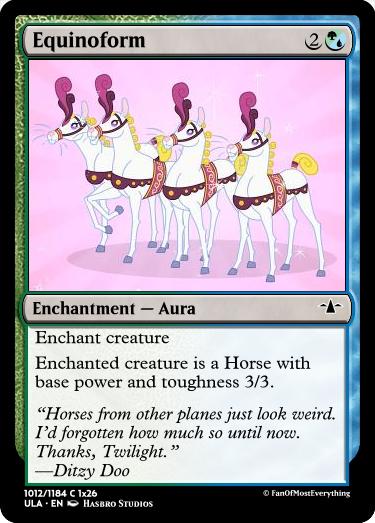 Equinoform 2
Enchantment — Aura
Enchant creature
Enchanted creature is a Horse with
base power and toughness 3/3.
“Horses from other planes just look weird.
I’d forgotten how much so until now.
Thanks, Twilight.”
—Ditzy Doo
1012/1184 C 1x26
ULA • EN Hasbro Studios
© FanOfMostEverything